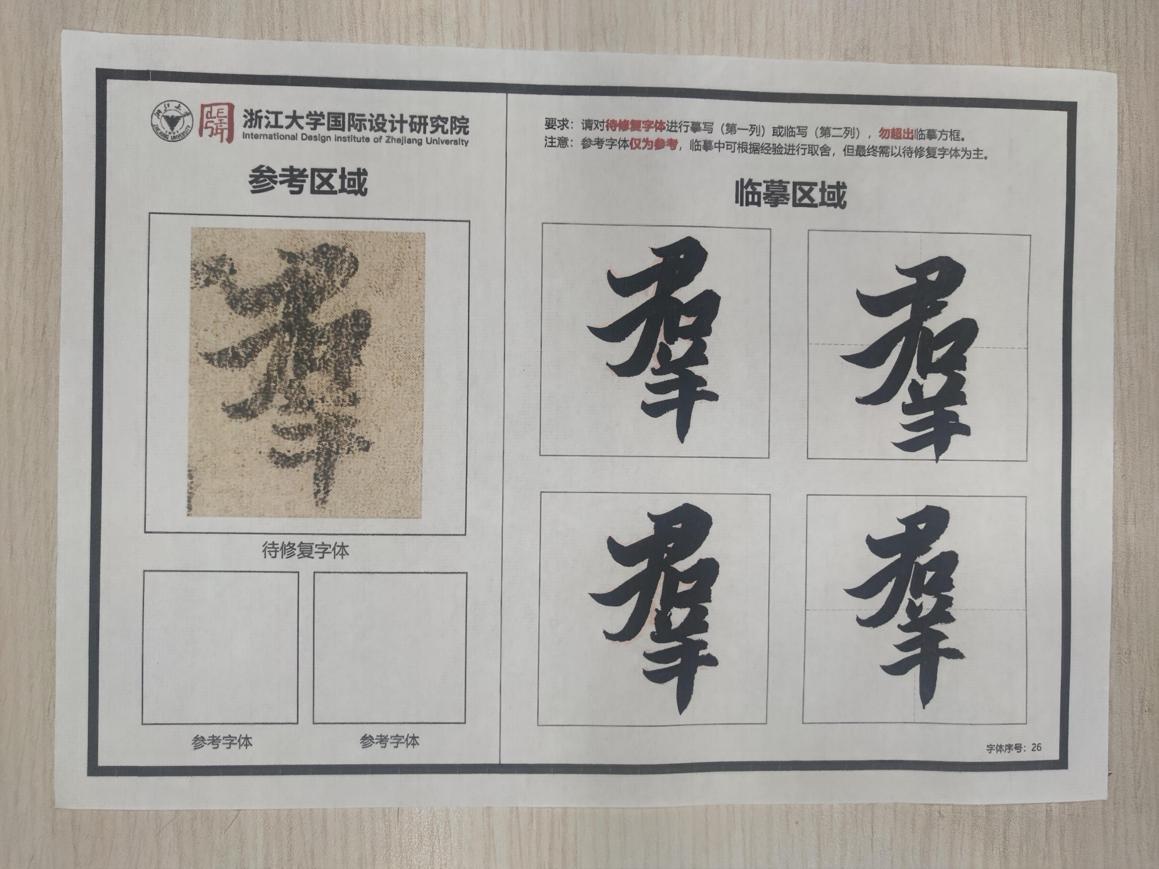 浙江大学国际设计研究院
International Design Institute of Zhejiang University
参考区域
羣
待修复字体
参考字体 参考字体
要求：请对待修复字体进行摹写（第一列）或临写（第二列），勿超出临摹方框。
注意：参考字体仅为参考，临摹中可根据经验进行取舍，但最终需以待修复字体为主。
临摹区域
羣 羣
羣 羣
字体序号：26